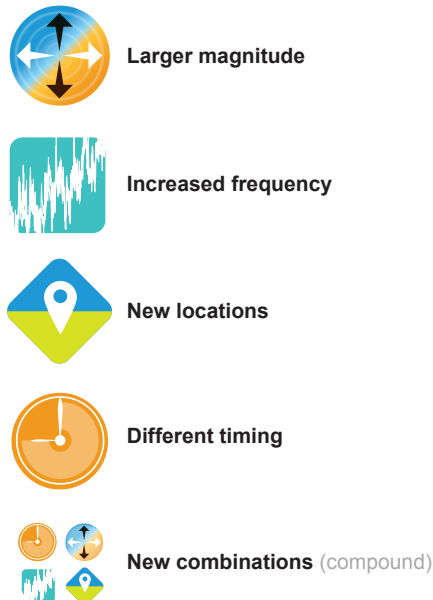 Larger magnitude
Increased frequency
New locations
Different timing
New combinations (compound)